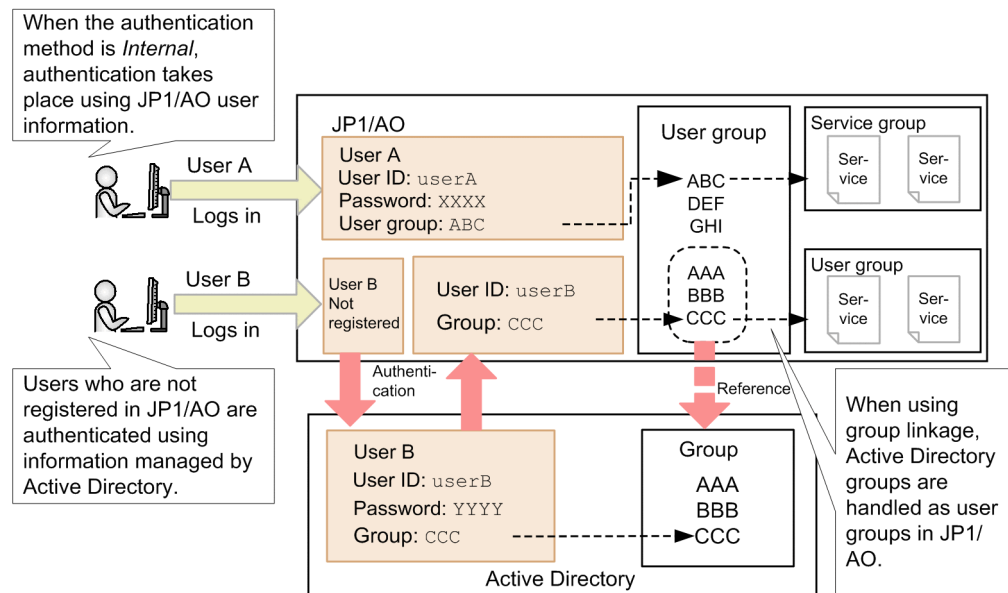 When the authentication
method is Internal,
authentication takes
place using JP1/AO user
information.
User A
Logs in
JP1/AO
User A
User ID: userA
Password: XXXX
User group: ABC
User group
ABC
DEF
GHI
AAA
BBB
CCC
Service group
Ser-
vice
Ser-
vice
User B
Logs in
User B
Not
registered
User ID: userB
Group: CCC
User group
Ser-
vice
Ser-
vice
Users who are not
registered in JP1/AO are
authenticated using
information managed by
Active Directory.
Authenti-
cation
Reference
User B
User ID: userB
Password: YYYY
Group: CCC
Group
AAA
BBB
CCC
Active Directory
When using
group linkage,
Active Directory
groups are
handled as user
groups in JP1/
AO.